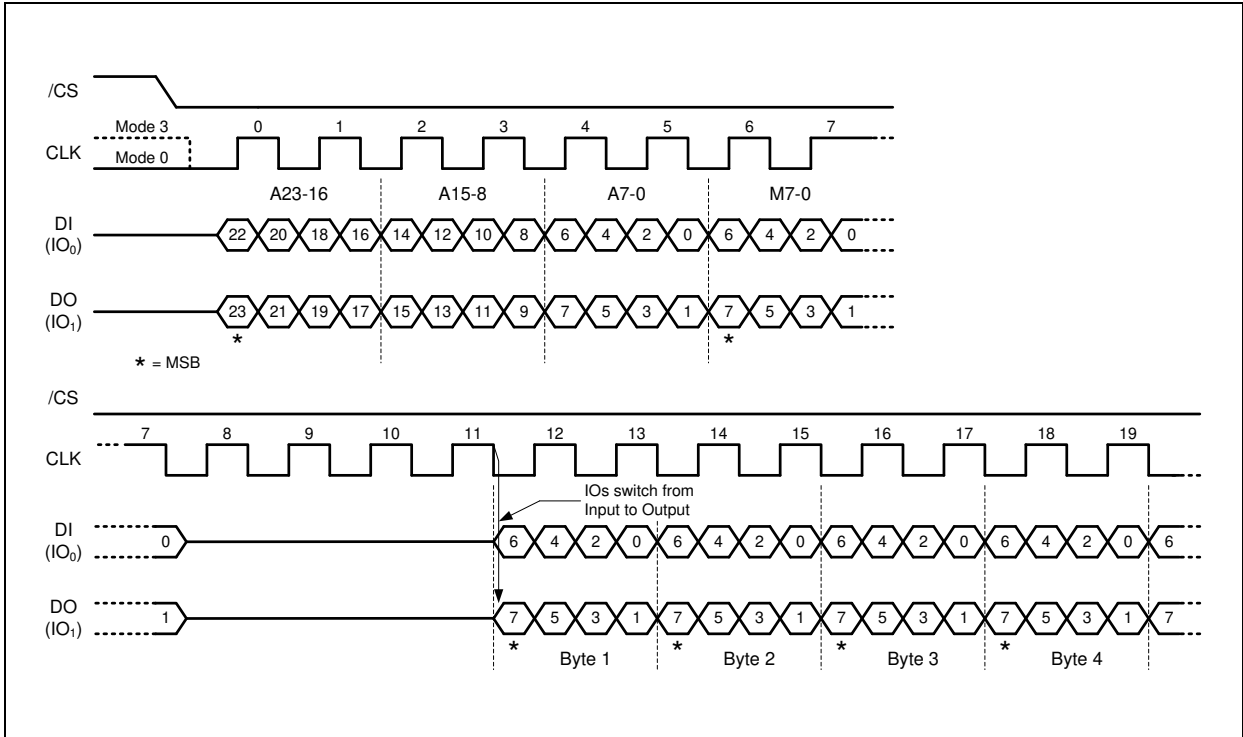 /CS
Mode 3
CLK
Mode 0
0 1 2 3 4 5 6 7
A23-16 A15-8 A7-0 M7-0
DI
(IO₀)
22 20 18 16 14 12 10 8 6 4 2 0 6 4 2 0
DO
(IO₁)
23 21 19 17 15 13 11 9 7 5 3 1 7 5 3 1
* *
* = MSB
/CS
7 8 9 10 11 12 13 14 15 16 17 18 19
CLK
IOs switch from
Input to Output
DI
(IO₀)
0 6 4 2 0 6 4 2 0 6 4 2 0 6 4 2 0 6
DO
(IO₁)
1 7 5 3 1 7 5 3 1 7 5 3 1 7 5 3 1 7
* * * *
Byte 1 Byte 2 Byte 3 Byte 4